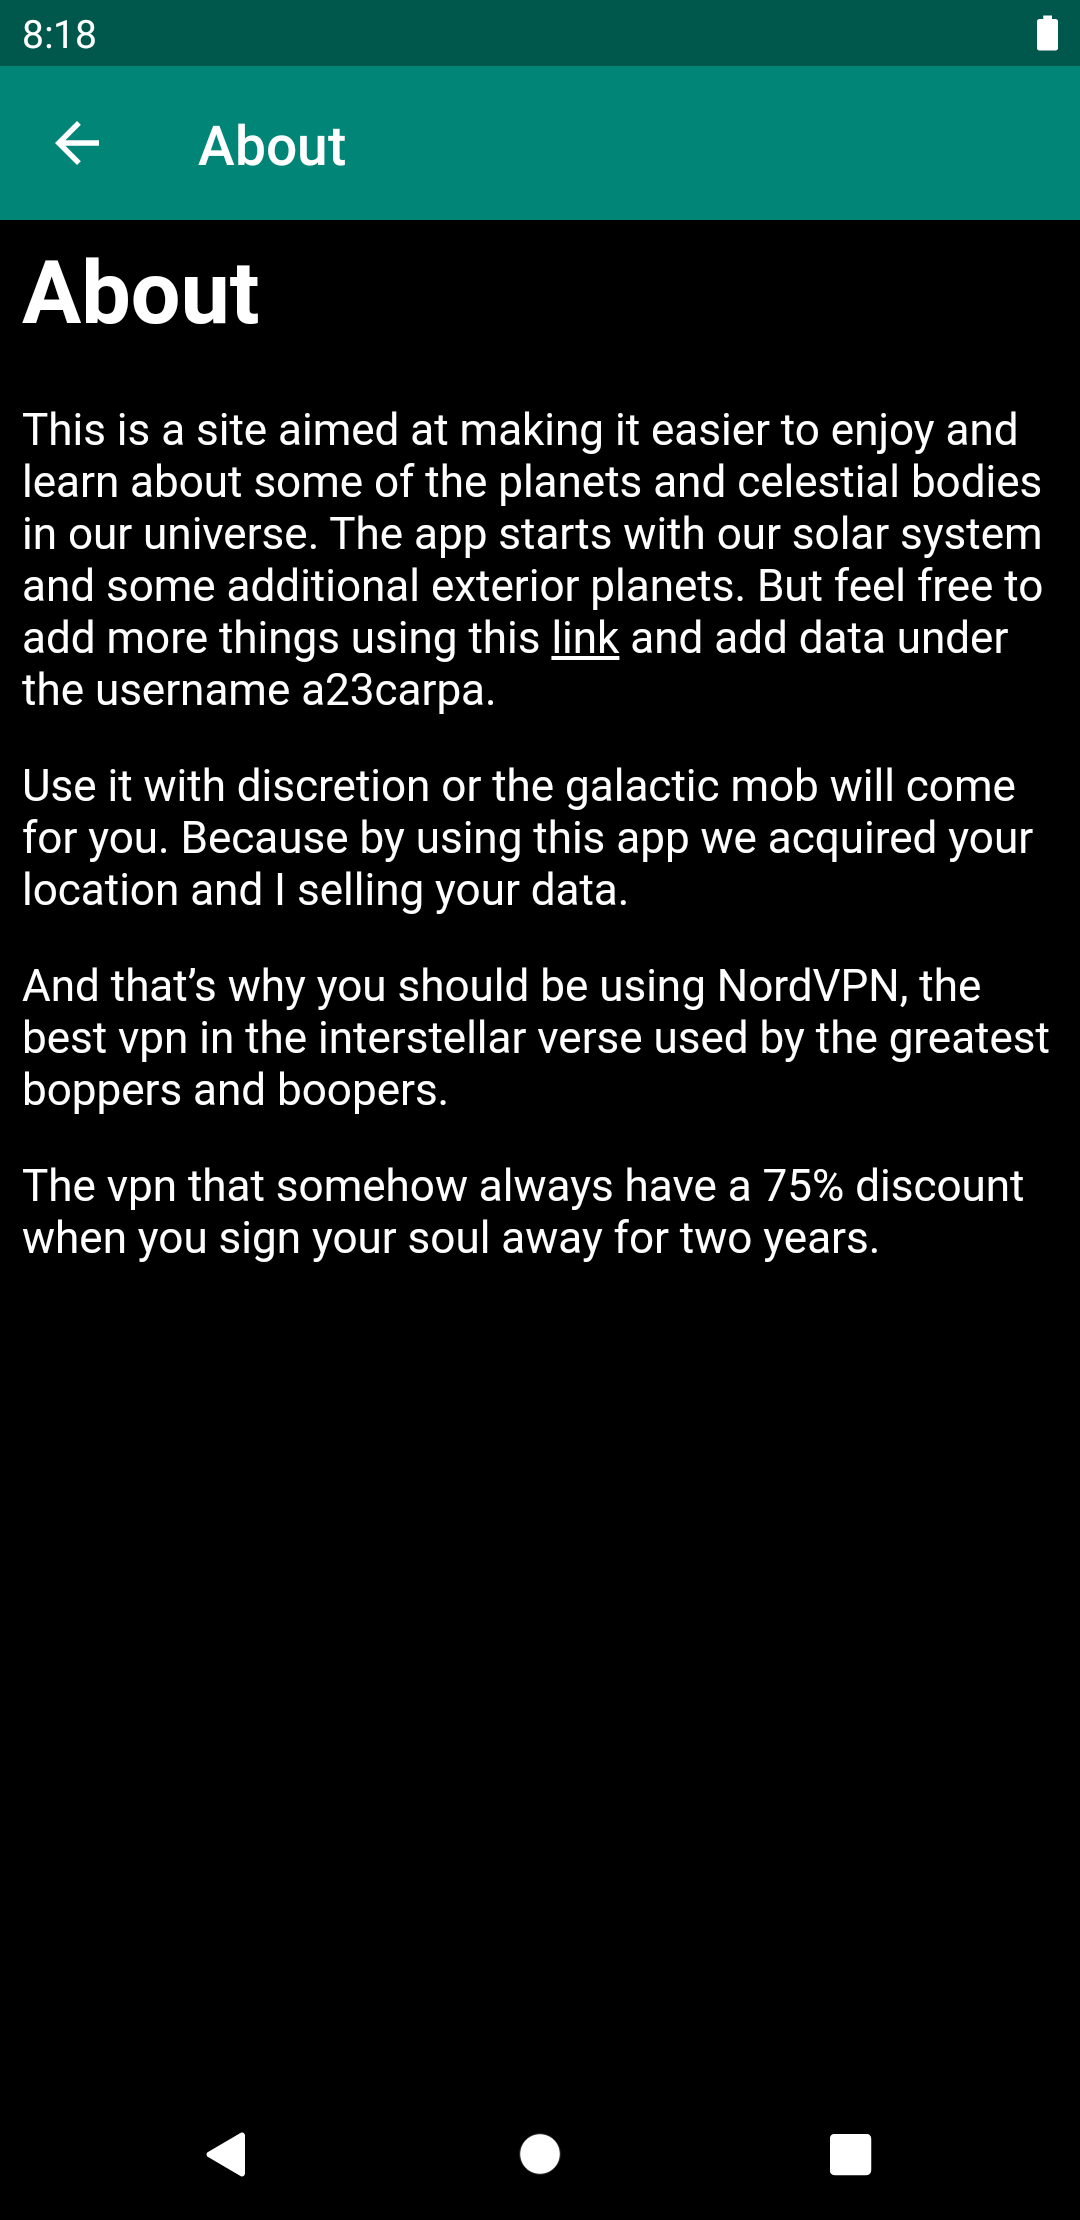 8:18
About
About
This is a site aimed at making it easier to enjoy and
learn about some of the planets and celestial bodies
in our universe. The app starts with our solar system
and some additional exterior planets. But feel free to
add more things using this link and add data under
the username a23carpa.
Use it with discretion or the galactic mob will come
for you. Because by using this app we acquired your
location and I selling your data.
And that’s why you should be using NordVPN, the
best vpn in the interstellar verse used by the greatest
boppers and boopers.
The vpn that somehow always have a 75% discount
when you sign your soul away for two years.